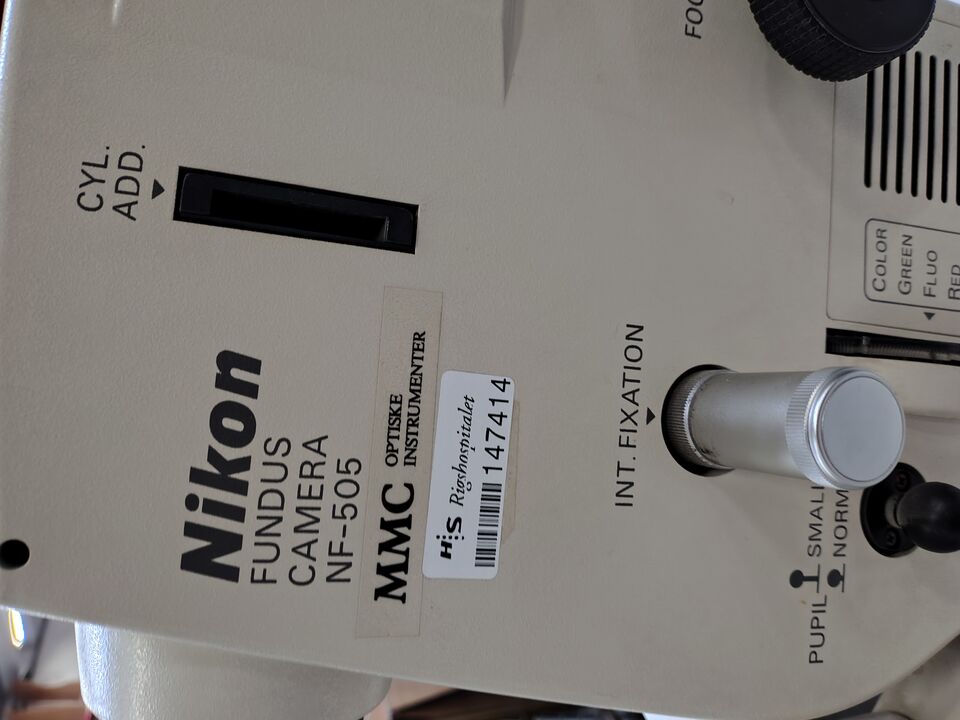 CYL.
ADD.
Nikon
FUNDUS
CAMERA
NF-505
MMC OPTISKE
INSTRUMENTER
H:S Rigshospitalet
147414
INT. FIXATION
PUPIL
SMALL
NORM
COLOR
GREEN
FLUO
RED